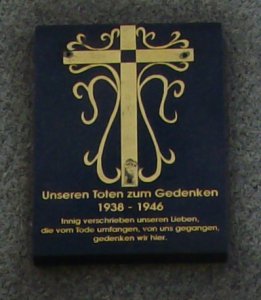 Unseren Toten zum Gedenken
1938 - 1946
Innig verschrieben unseren Lieben,
die vom Tode umfangen, von uns gegangen,
gedenken wir hier.